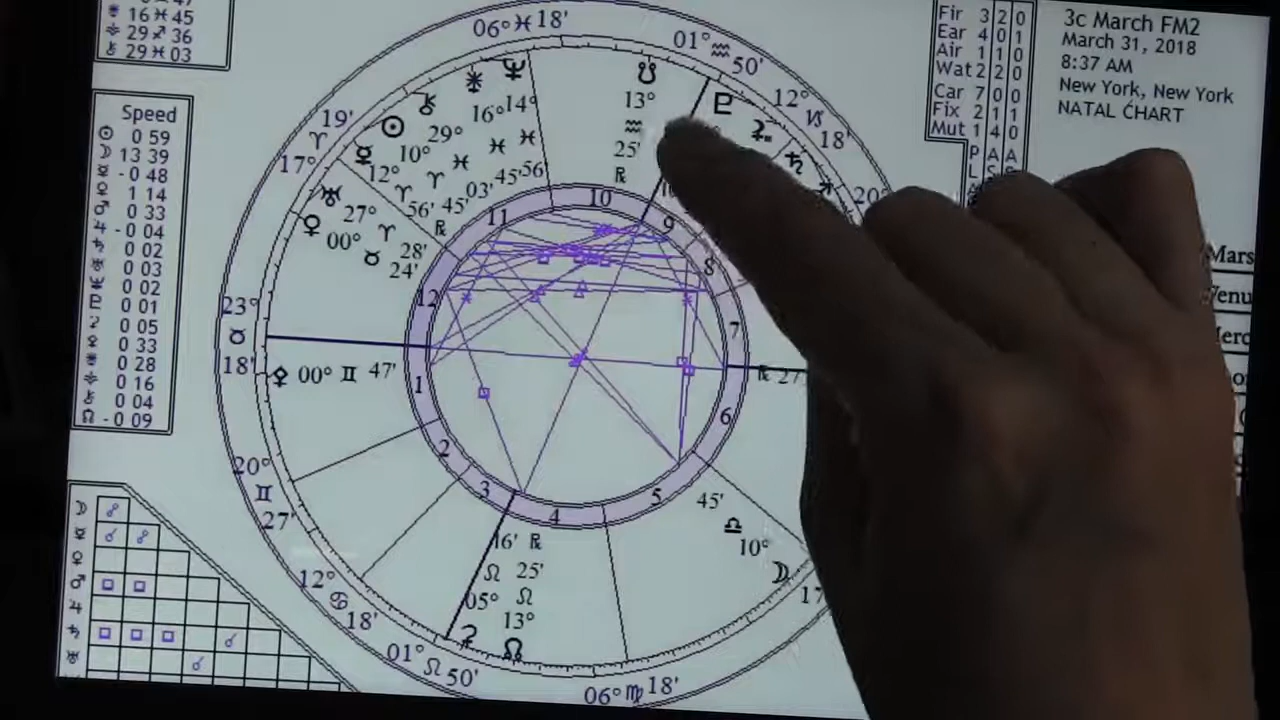 16 ♓ 45
29 ♐ 36
⚷ 29 ♓ 03
Speed
☉ 0 59
☽ 13 39
☿ -0 48
♀ 1 14
♂ 0 33
♃ -0 04
♄ 0 02
♅ 0 03
♆ 0 02
♇ 0 01
⚳ 0 05
⚴ 0 33
⚵ 0 28
⚶ 0 16
⚷ 0 04
☊ -0 09
Fir 3 2 0
Ear 4 0 1
Air 1 1 0
Wat 2 2 0
Car 7 0 0
Fix 2 1 1
Mut 1 4 0
P A A
L S
3c March FM2
March 31, 2018
8:37 AM
New York, New York
NATAL CHART
06° ♓ 18'
01° ♒ 50'
12° ♑ 18'
20°
19' ♈ 17°
23° ♉ 18'
20° ♊ 27'
12° ♋ 18'
01° ♌ 50'
06° ♍ 18'
17
☋ 13° ♒ 25' ℞
♆ 14° ♓ 56'
⚵ 16° ♓ 45'
⚷ 29° ♓ 03'
☉ 10° ♈ 45'
☿ 12° ♈ 56' ℞
♅ 27° ♈ 28'
♀ 00° ♉ 24'
⚴ 00° ♊ 47'
⚳ 05° ♌ 16' ℞
☊ 13° ♌ 25'
☽ 10° ♎ 45'
℞ 27
♇
♂
♄
1
2
3
4
5
6
7
8
9
10
11
12
Mars